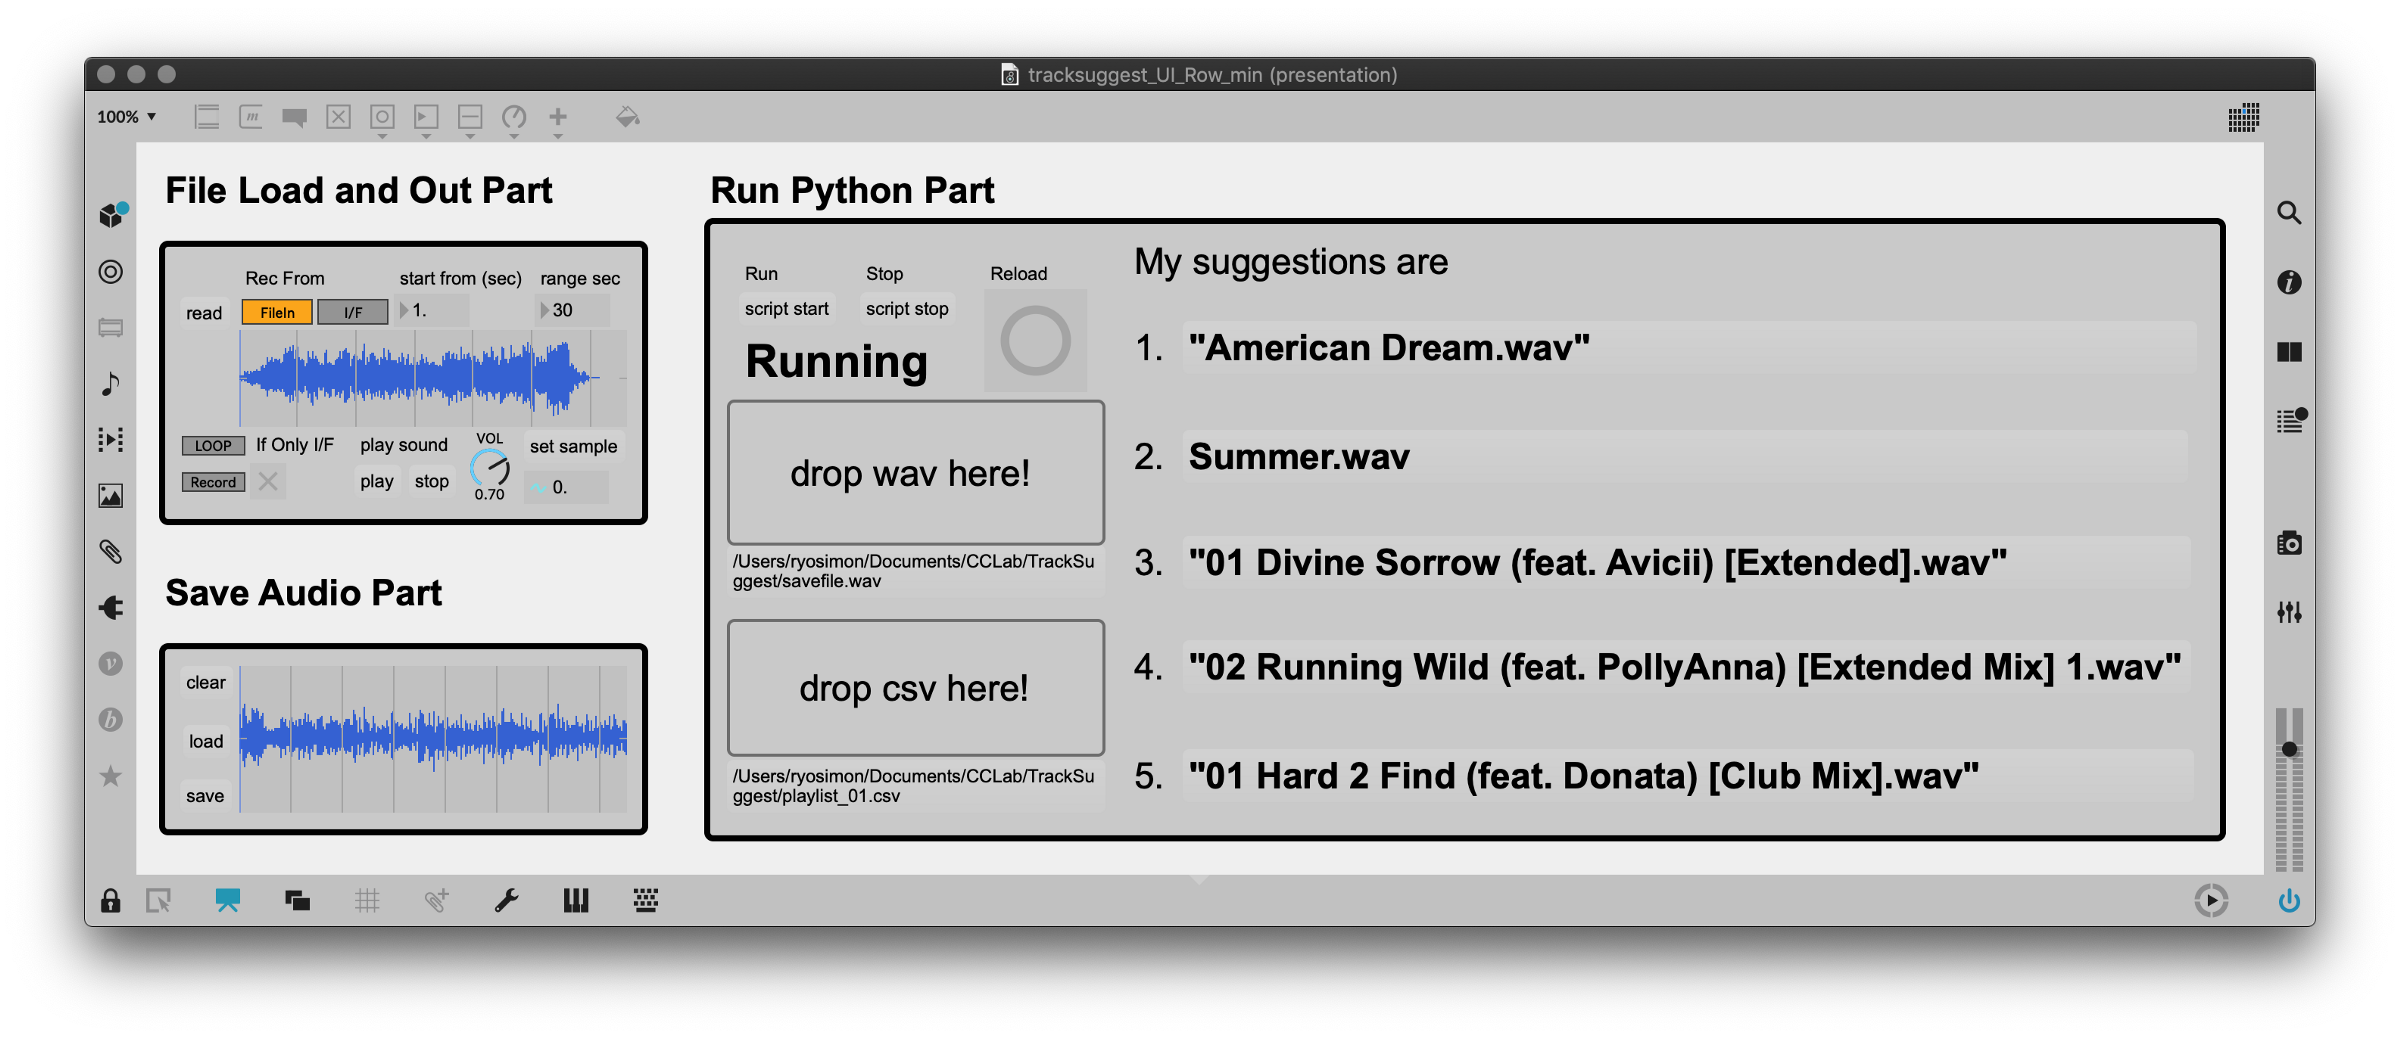 tracksuggest_UI_Row_min (presentation)
100%
File Load and Out Part
Rec From
start from (sec)
range sec
read
FileIn
I/F
1.
30
LOOP
If Only I/F
play sound
VOL
set sample
Record
play
stop
0.70
0.
Save Audio Part
clear
load
save
Run Python Part
Run
Stop
Reload
script start
script stop
Running
drop wav here!
/Users/ryosimon/Documents/CCLab/TrackSu
ggest/savefile.wav
drop csv here!
/Users/ryosimon/Documents/CCLab/TrackSu
ggest/playlist_01.csv
My suggestions are
1. "American Dream.wav"
2. Summer.wav
3. "01 Divine Sorrow (feat. Avicii) [Extended].wav"
4. "02 Running Wild (feat. PollyAnna) [Extended Mix] 1.wav"
5. "01 Hard 2 Find (feat. Donata) [Club Mix].wav"